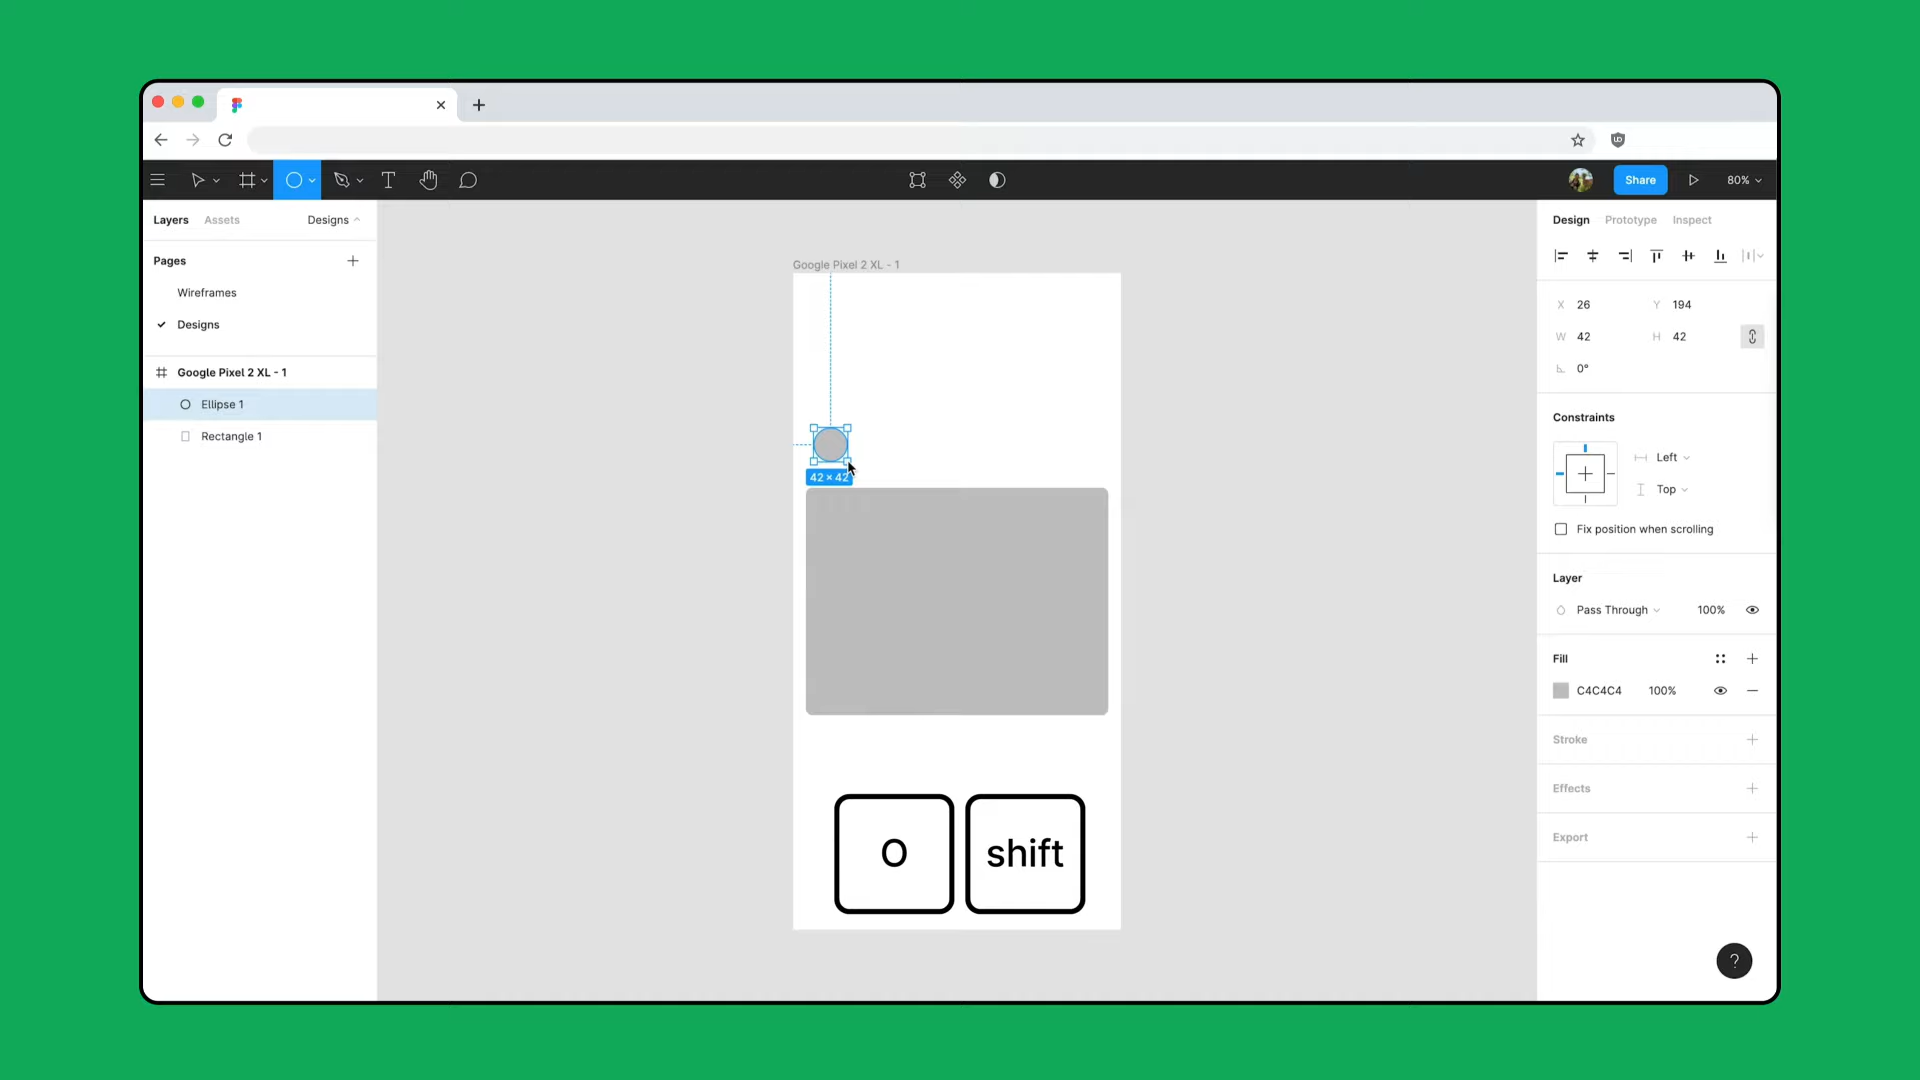 Share
80%
Layers
Assets
Designs
Pages
Wireframes
Designs
Google Pixel 2 XL - 1
Ellipse 1
Rectangle 1
Google Pixel 2 XL - 1
42 × 42
O
shift
Design
Prototype
Inspect
X 26
Y 194
W 42
H 42
0°
Constraints
Left
Top
Fix position when scrolling
Layer
Pass Through
100%
Fill
C4C4C4
100%
Stroke
Effects
Export
?